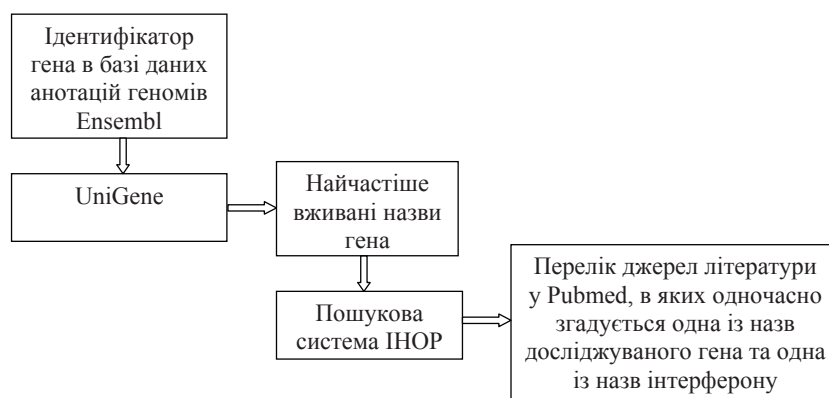 Ідентифікатор
гена в базі даних
анотацій геномів
Ensembl
UniGene
Найчастіше
вживані назви
гена
Пошукова
система IHOP
Перелік джерел літератури
у Pubmed, в яких одночасно
згадується одна із назв
досліджуваного гена та одна
із назв інтерферону